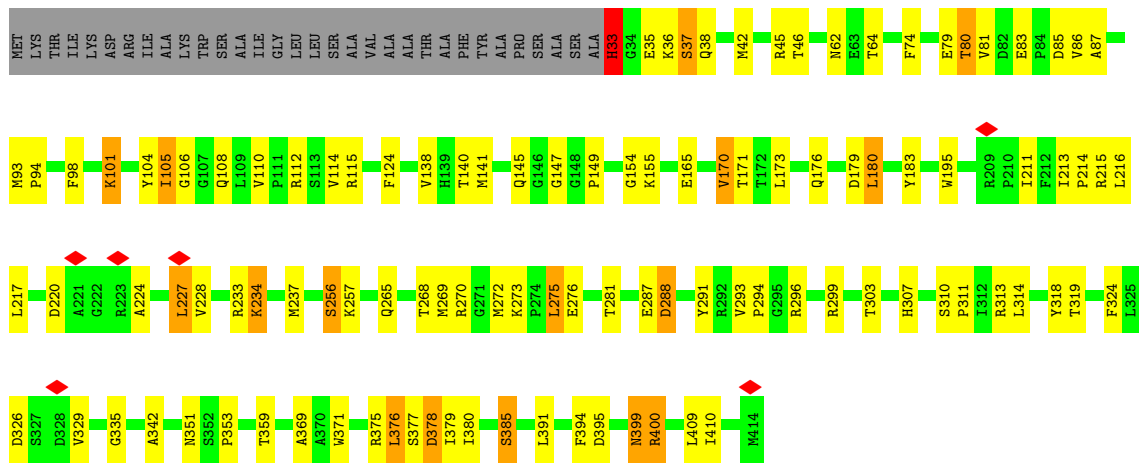 MET LYS THR ILE LYS ASP ARG ILE ALA LYS TRP SER ALA ILE GLY LEU LEU SER ALA VAL ALA ALA THR ALA PHE TYR ALA PRO SER ALA SER ALA H33 G34 E35 K36 S37 Q38 M42 R45 T46 N62 E63 T64 F74 E79 T80 V81 D82 E83 P84 D85 V86 A87
M93 P94 F98 K101 Y104 I105 G106 G107 Q108 L109 V110 P111 R112 S113 V114 R115 F124 V138 H139 T140 M141 Q145 G146 G147 G148 P149 G154 K155 E165 V170 T171 T172 L173 Q176 D179 L180 Y183 W195 R209 P210 I211 F212 I213 P214 R215 L216
L217 D220 A221 G222 R223 A224 L227 V228 R233 K234 M237 S256 K257 Q265 T268 M269 R270 G271 M272 K273 P274 L275 E276 T281 E287 D288 Y291 R292 V293 P294 G295 R296 R299 T303 H307 S310 P311 I312 R313 L314 Y318 T319 F324 L325
D326 S327 D328 V329 G335 A342 N351 S352 P353 T359 A369 A370 W371 R375 L376 S377 D378 I379 I380 S385 L391 F394 D395 N399 R400 L409 I410 M414